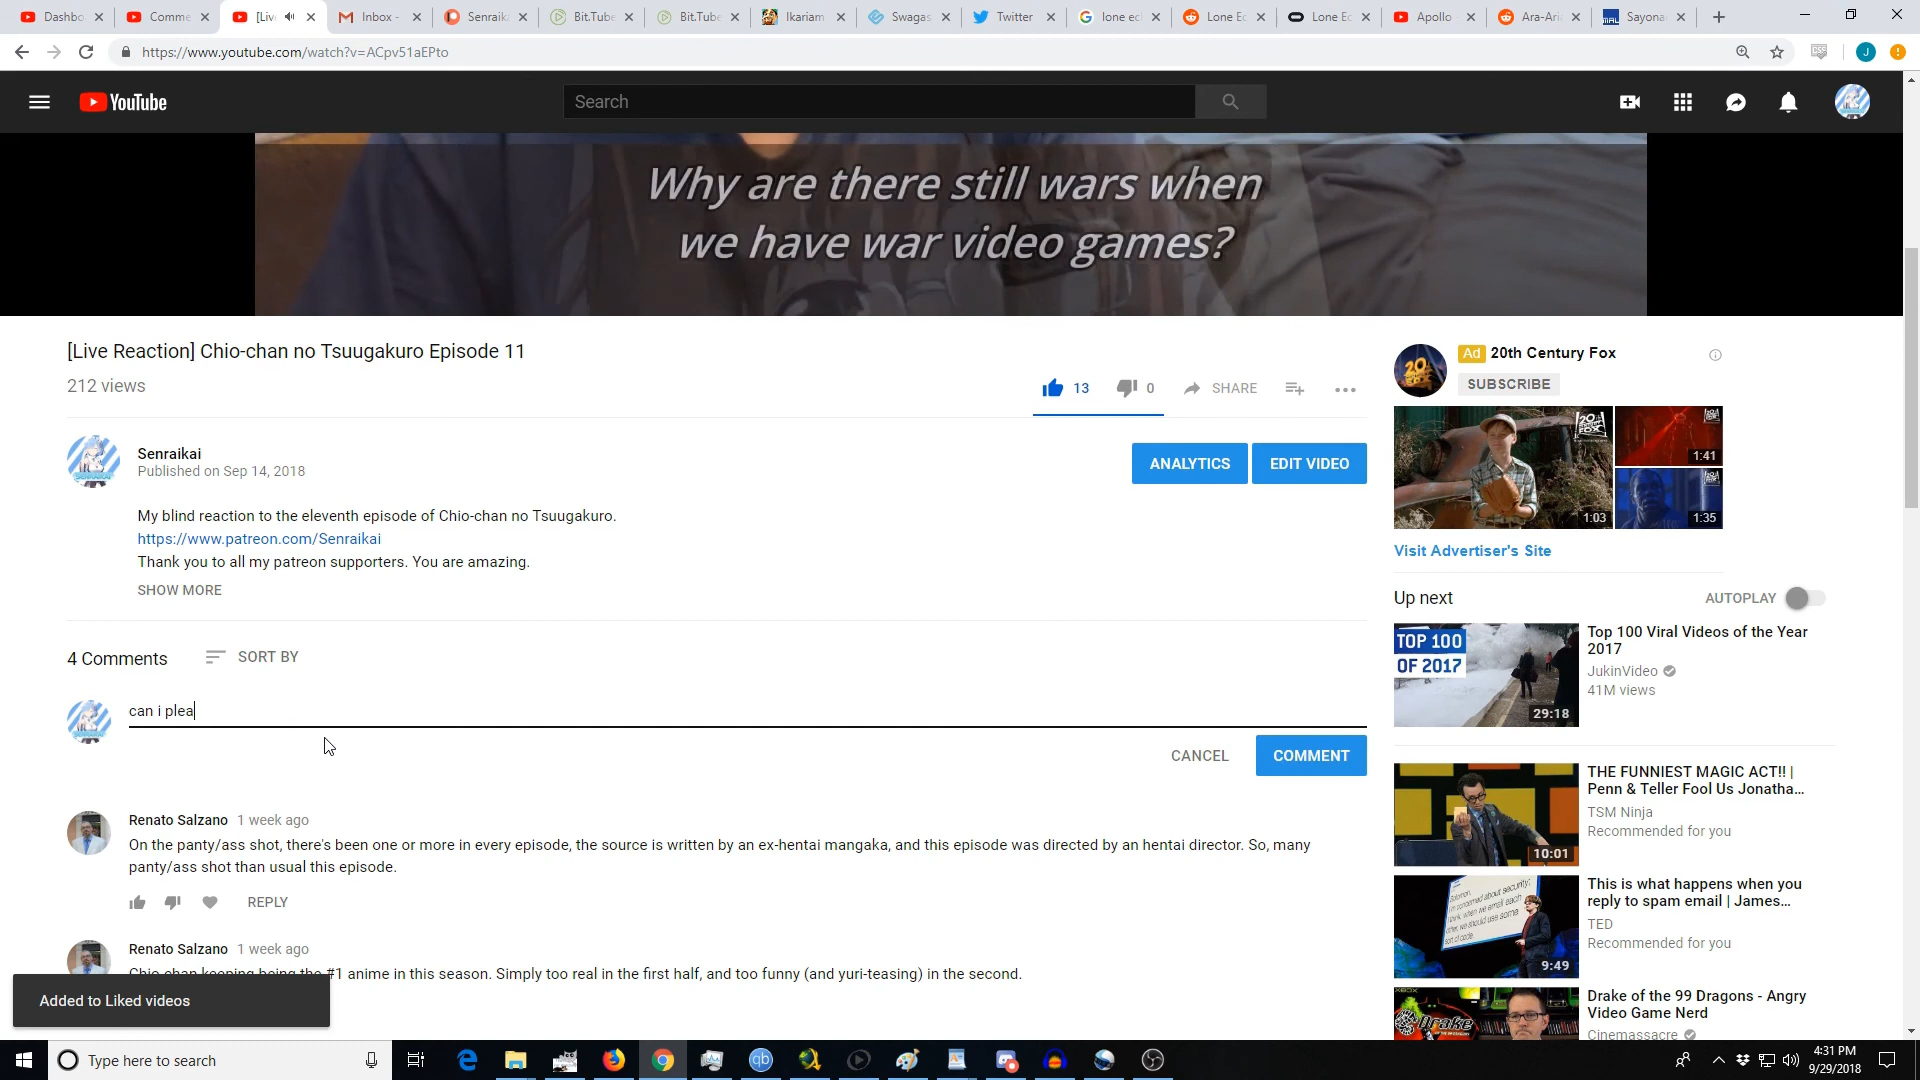 Dashbo
Comme
[Liv
Inbox -
Senraik
Bit.Tube
Bit.Tube
Ikariam
Swagas
Twitter
lone ec
Lone Ec
Lone Ec
Apollo
Ara-Ari
Sayona
https://www.youtube.com/watch?v=ACpv51aEPto
YouTube
Search
Why are there still wars when
we have war video games?
[Live Reaction] Chio-chan no Tsuugakuro Episode 11
212 views
13
0
SHARE
Senraikai
Published on Sep 14, 2018
ANALYTICS
EDIT VIDEO
My blind reaction to the eleventh episode of Chio-chan no Tsuugakuro.
https://www.patreon.com/Senraikai
Thank you to all my patreon supporters. You are amazing.
SHOW MORE
4 Comments
SORT BY
can i plea
CANCEL
COMMENT
Renato Salzano 1 week ago
On the panty/ass shot, there's been one or more in every episode, the source is written by an ex-hentai mangaka, and this episode was directed by an hentai director. So, many
panty/ass shot than usual this episode.
REPLY
Renato Salzano 1 week ago
Chio-chan keeping being the #1 anime in this season. Simply too real in the first half, and too funny (and yuri-teasing) in the second.
Added to Liked videos
Ad 20th Century Fox
SUBSCRIBE
1:03
1:41
1:35
Visit Advertiser's Site
Up next
AUTOPLAY
TOP 100
OF 2017
29:18
Top 100 Viral Videos of the Year
2017
JukinVideo
41M views
10:01
THE FUNNIEST MAGIC ACT!! |
Penn & Teller Fool Us Jonatha...
TSM Ninja
Recommended for you
9:49
This is what happens when you
reply to spam email | James...
TED
Recommended for you
Drake of the 99 Dragons - Angry
Video Game Nerd
Cinemassacre
Type here to search
4:31 PM
9/29/2018